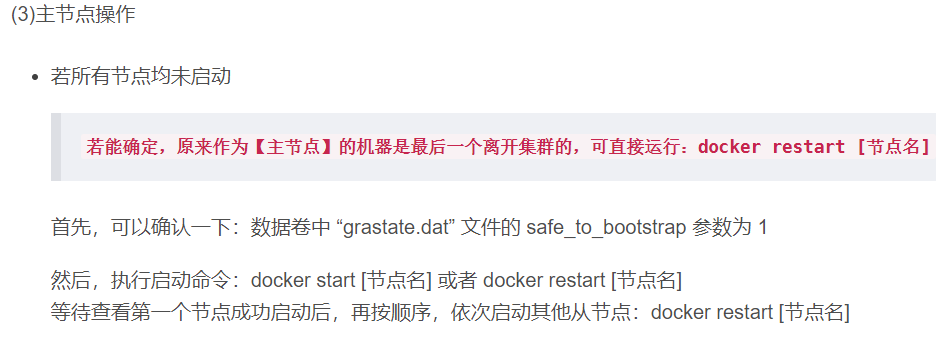 (3)主节点操作
若所有节点均未启动
若能确定，原来作为【主节点】的机器是最后一个离开集群的，可直接运行：docker restart [节点名]
首先，可以确认一下：数据卷中 “grastate.dat” 文件的 safe_to_bootstrap 参数为 1
然后，执行启动命令：docker start [节点名] 或者 docker restart [节点名]
等待查看第一个节点成功启动后，再按顺序，依次启动其他从节点：docker restart [节点名]